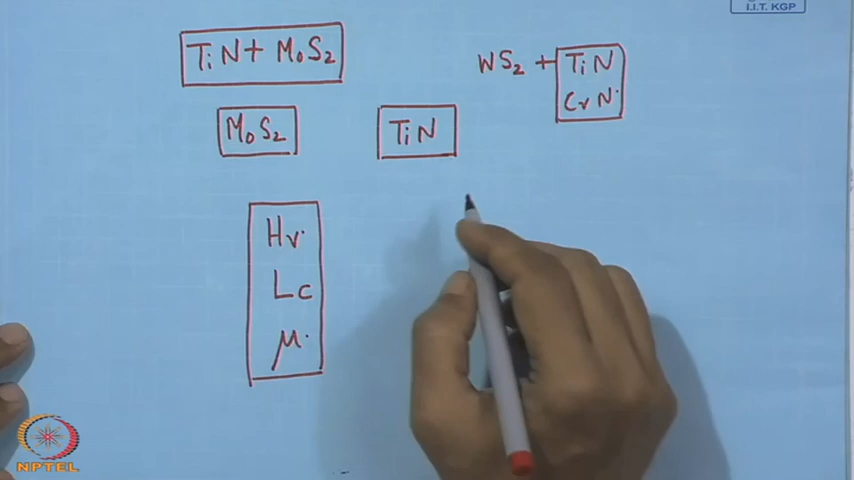 I.I.T. KGP
TiN + MoS2
WS2 + TiN
CrN
MoS2
TiN
Hv
Lc
μ
NPTEL